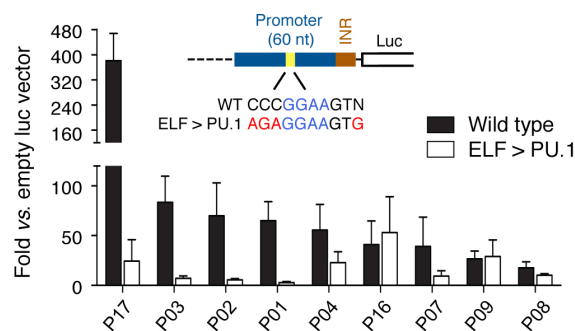 Fold vs. empty luc vector
480
400
320
240
160
100
50
0
Promoter
(60 nt)
INR
Luc
WT CCCGGAAGTN
ELF > PU.1 AGAGGAAGTG
Wild type
ELF > PU.1
P17 P03 P02 P01 P04 P16 P07 P09 P08